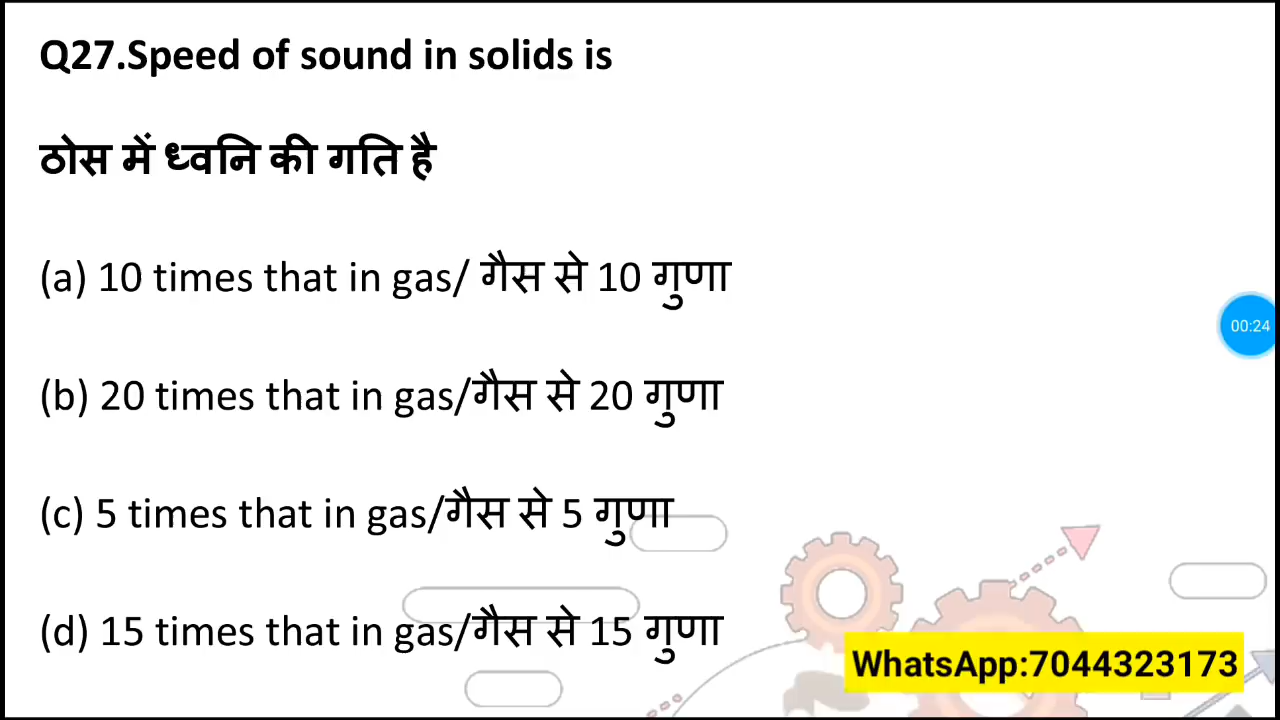 Q27.Speed of sound in solids is
ठोस में ध्वनि की गति है
(a) 10 times that in gas/ गैस से 10 गुणा
(b) 20 times that in gas/गैस से 20 गुणा
(c) 5 times that in gas/गैस से 5 गुणा
(d) 15 times that in gas/गैस से 15 गुणा
00:24
WhatsApp:7044323173